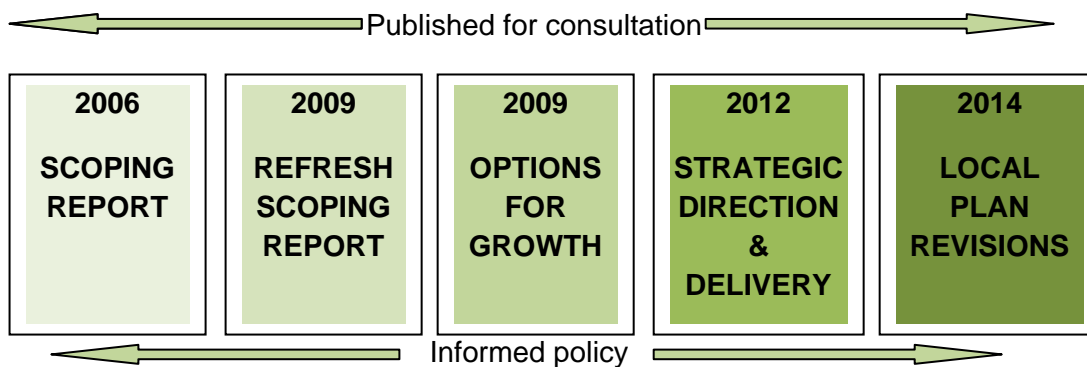 Published for consultation
2006
SCOPING
REPORT
2009
REFRESH
SCOPING
REPORT
2009
OPTIONS
FOR
GROWTH
2012
STRATEGIC
DIRECTION
&
DELIVERY
2014
LOCAL
PLAN
REVISIONS
Informed policy